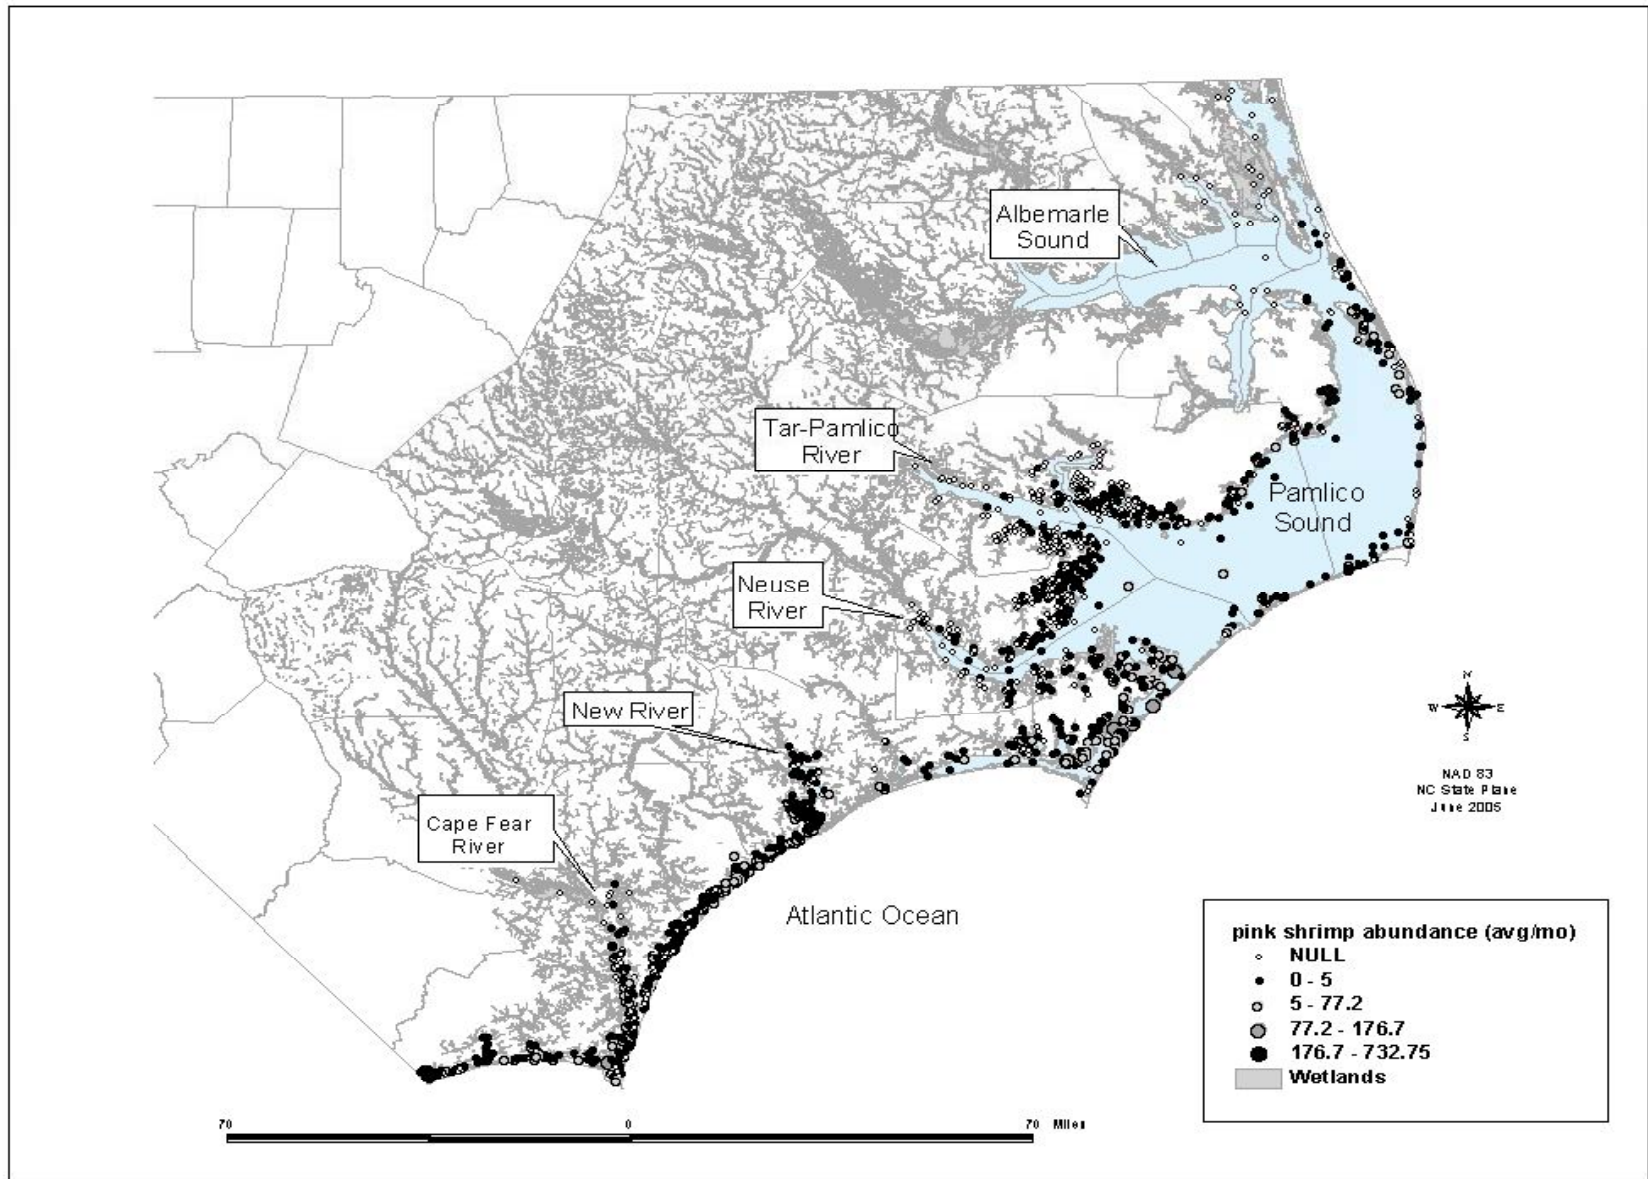 Albemarle
Sound
Tar-Pamlico
River
Pamlico
Sound
Neuse
River
New River
N
W E
S
NAD 83
NC State Plane
June 2005
Cape Fear
River
Atlantic Ocean
pink shrimp abundance (avg/mo)
NULL
0 - 5
5 - 77.2
77.2 - 176.7
176.7 - 732.75
Wetlands
70 0 70 Miles